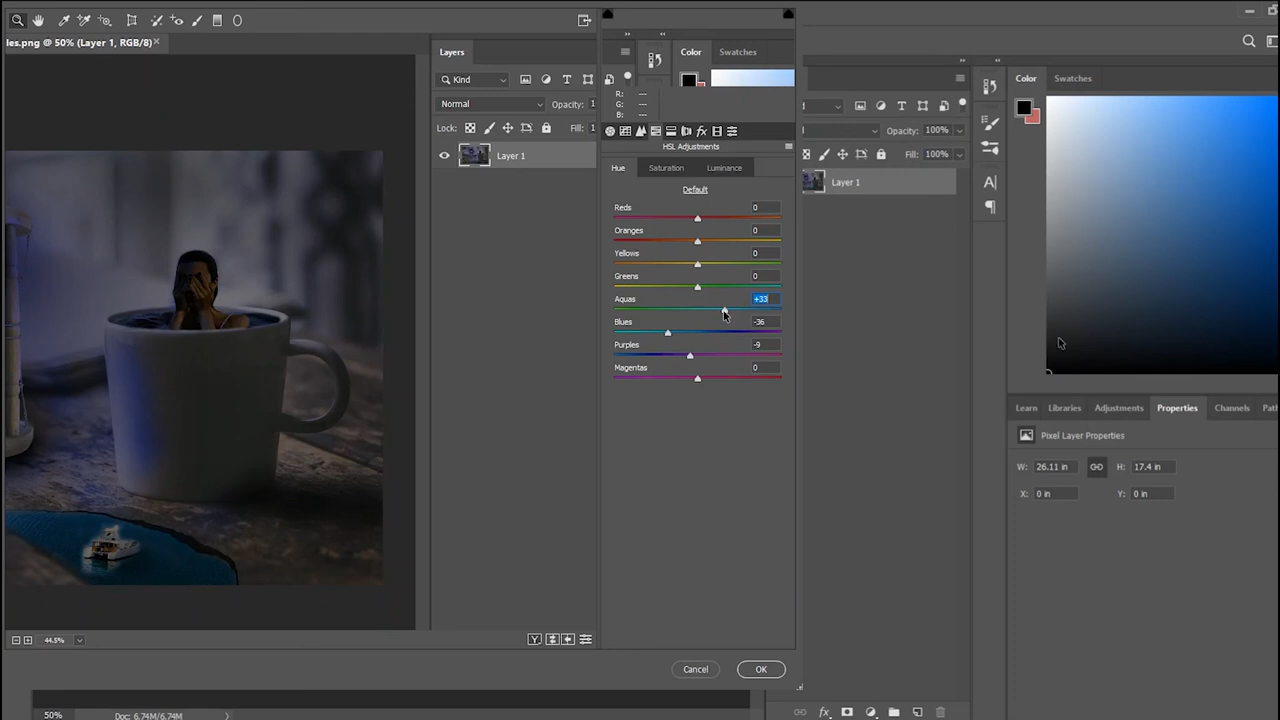 les.png @ 50% (Layer 1, RGB/8)
Layers
Kind
Normal
Opacity:
Lock:
Fill:
Layer 1
Color
Swatches
R:
G:
B:
HSL Adjustments
Hue
Saturation
Luminance
Default
Reds
0
Oranges
0
Yellows
0
Greens
0
Aquas
+33
Blues
-36
Purples
-9
Magentas
0
44.5%
Cancel
OK
50%
Doc: 6.74M/6.74M
Opacity:
100%
Fill:
100%
Layer 1
Color
Swatches
Learn
Libraries
Adjustments
Properties
Channels
Pat
Pixel Layer Properties
W:
26.11 in
H:
17.4 in
X:
0 in
Y:
0 in